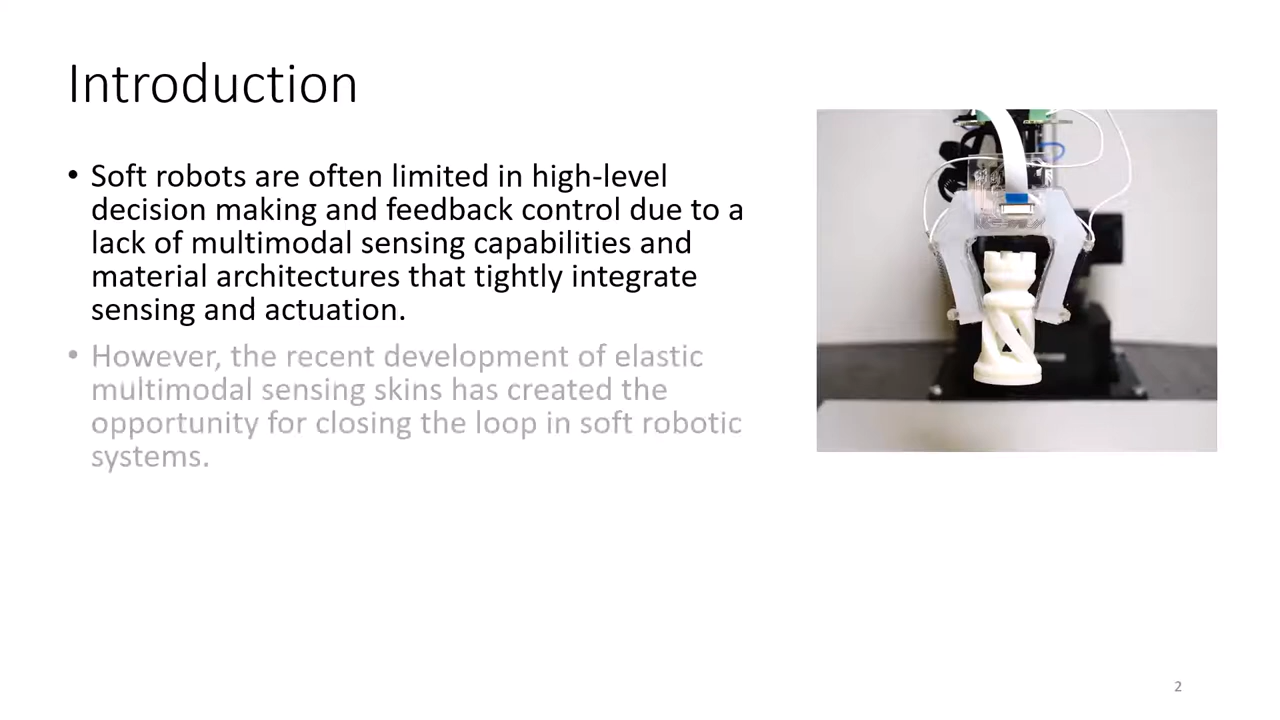 Introduction
• Soft robots are often limited in high-level
decision making and feedback control due to a
lack of multimodal sensing capabilities and
material architectures that tightly integrate
sensing and actuation.
• However, the recent development of elastic
multimodal sensing skins has created the
opportunity for closing the loop in soft robotic
systems.
2